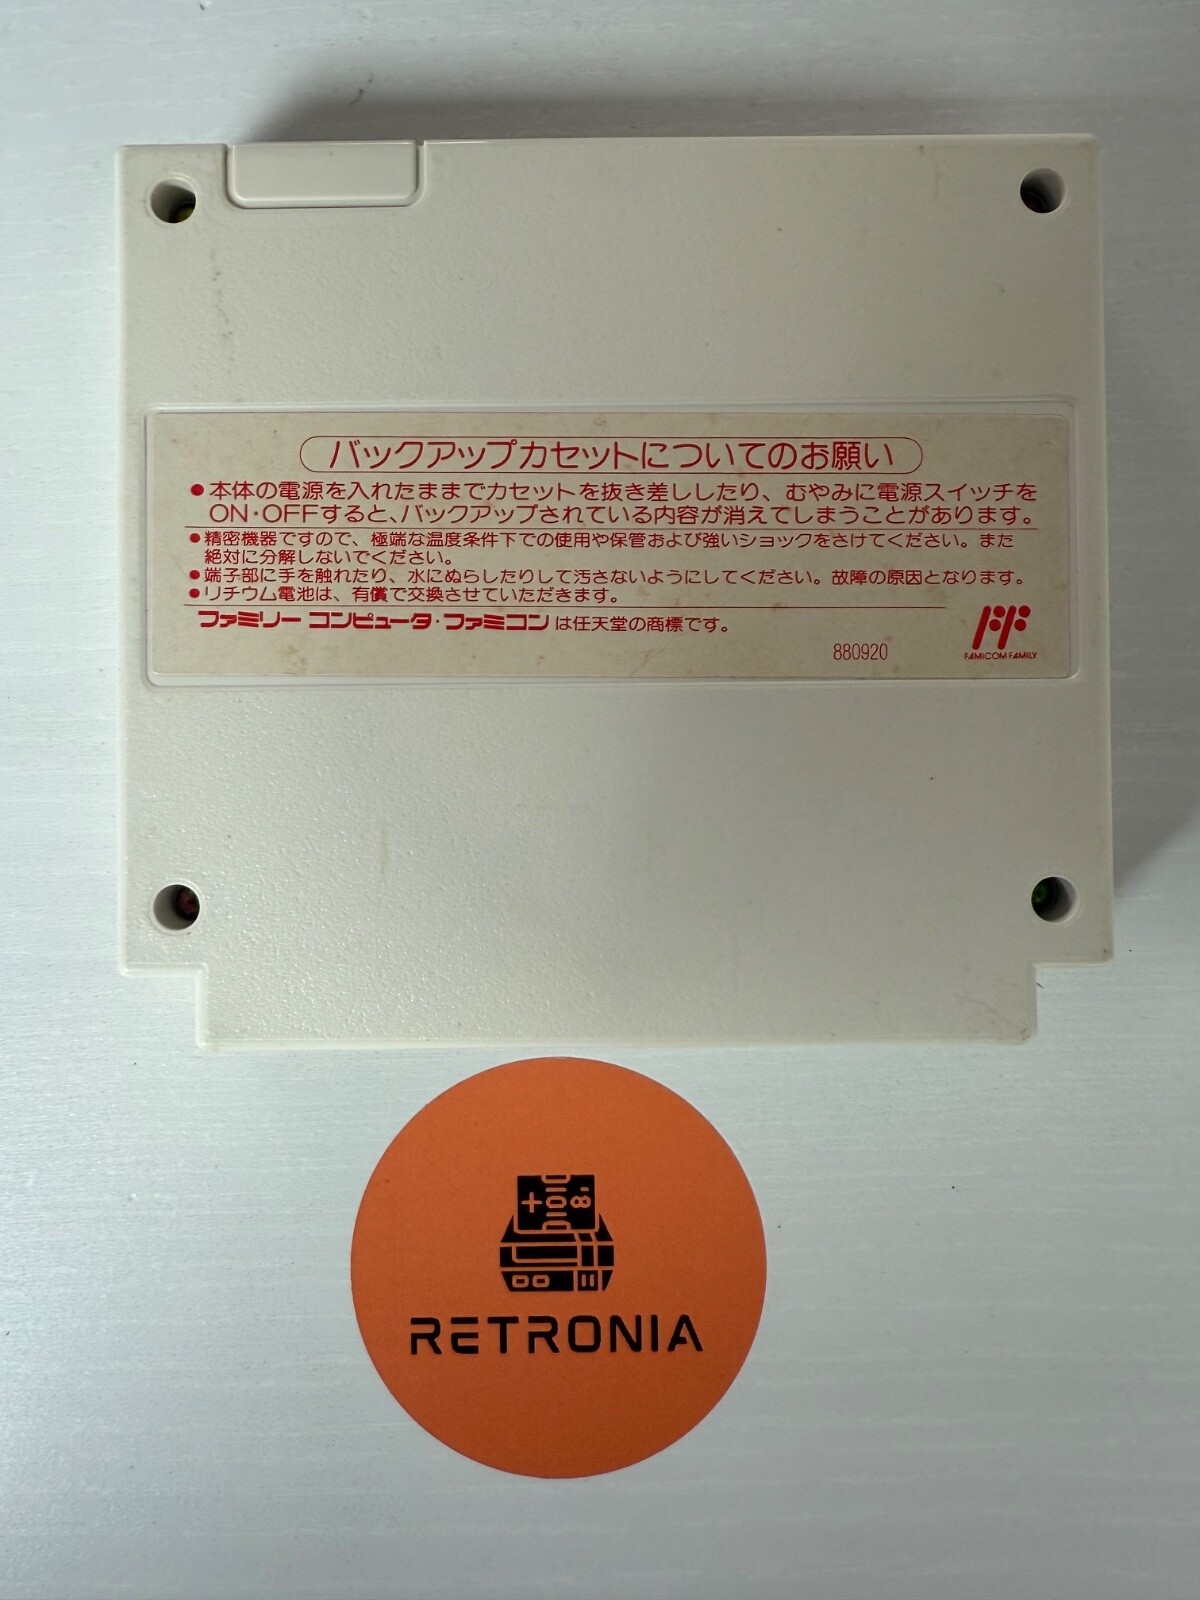 バックアップカセットについてのお願い
●本体の電源を入れたままでカセットを抜き差ししたり、むやみに電源スイッチを
ON・OFFすると、バックアップされている内容が消えてしまうことがあります。
●精密機器ですので、極端な温度条件下での使用や保管および強いショックをさけてください。また
絶対に分解しないでください。
●端子部に手を触れたり、水にぬらしたりして汚さないようにしてください。故障の原因となります。
●リチウム電池は、有償で交換させていただきます。
ファミリーコンピュータ・ファミコンは任天堂の商標です。
880920
FAMICOM FAMILY
RETRONIA